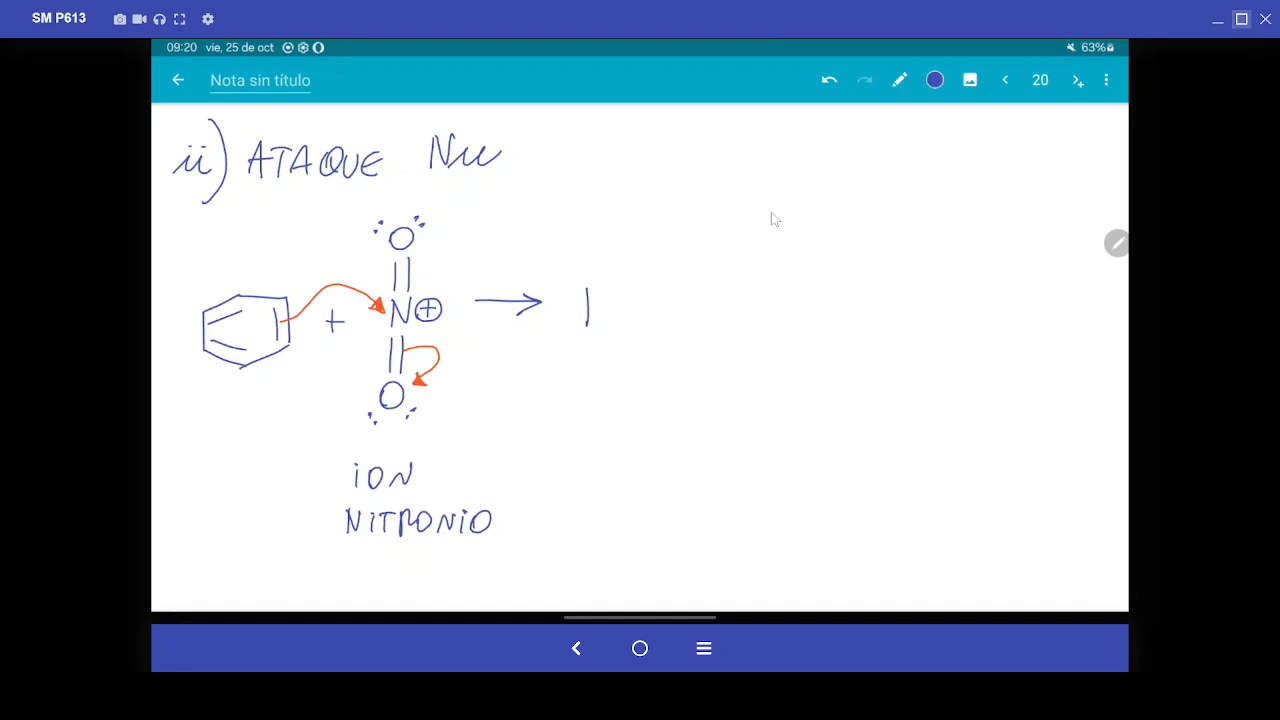 SM P613
09:20 vie, 25 de oct 63%
Nota sin título 20
ii) ATAQUE Nu
O
+ N + → |
O
iON
NiTRONiO